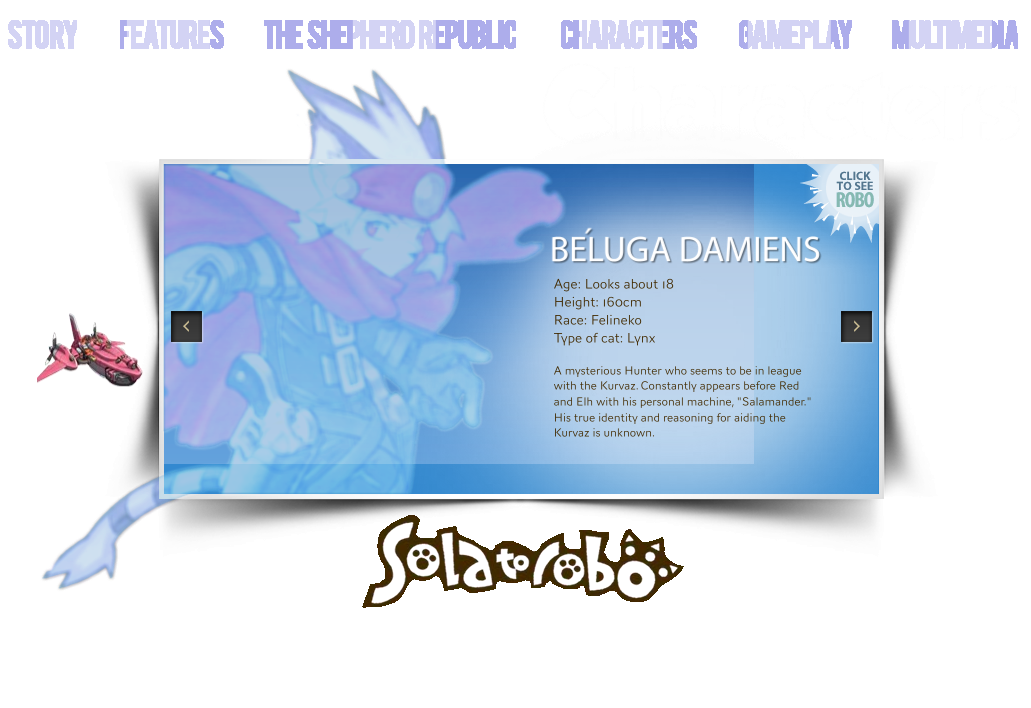 STORY FEATURES THE SHEPHERD REPUBLIC CHARACTERS GAMEPLAY MULTIMEDIA
CLICK
TO SEE
ROBO
BÉLUGA DAMIENS
Age: Looks about 18
Height: 160cm
Race: Felineko
Type of cat: Lynx
A mysterious Hunter who seems to be in league
with the Kurvaz. Constantly appears before Red
and Elh with his personal machine, "Salamander."
His true identity and reasoning for aiding the
Kurvaz is unknown.
Solatorobo